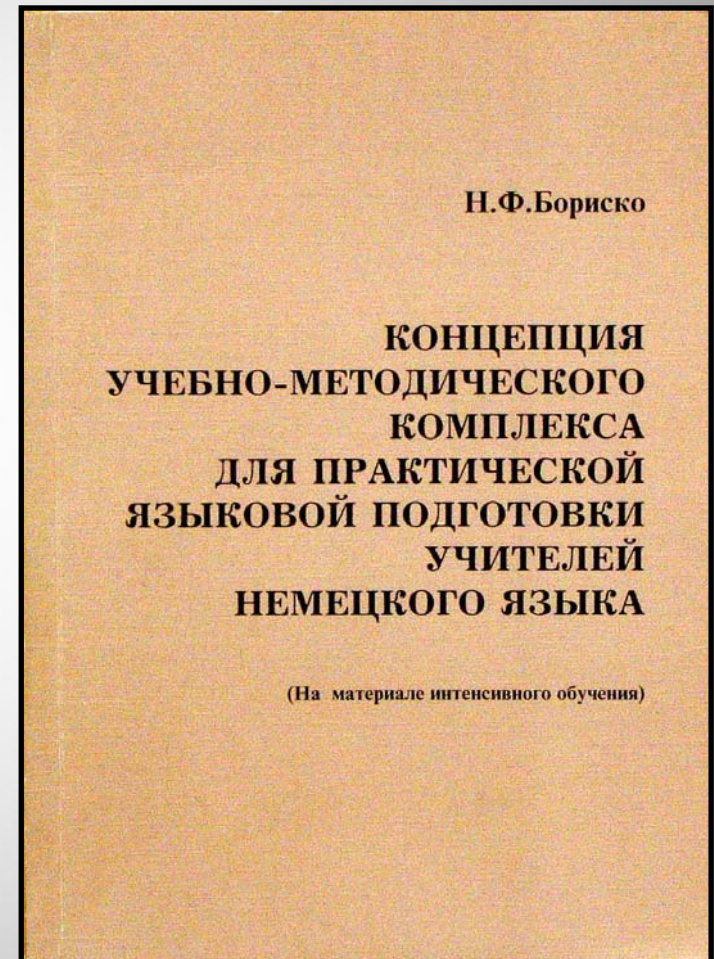 Н.Ф.Бориско
КОНЦЕПЦИЯ
УЧЕБНО-МЕТОДИЧЕСКОГО
КОМПЛЕКСА
ДЛЯ ПРАКТИЧЕСКОЙ
ЯЗЫКОВОЙ ПОДГОТОВКИ
УЧИТЕЛЕЙ
НЕМЕЦКОГО ЯЗЫКА
(На материале интенсивного обучения)